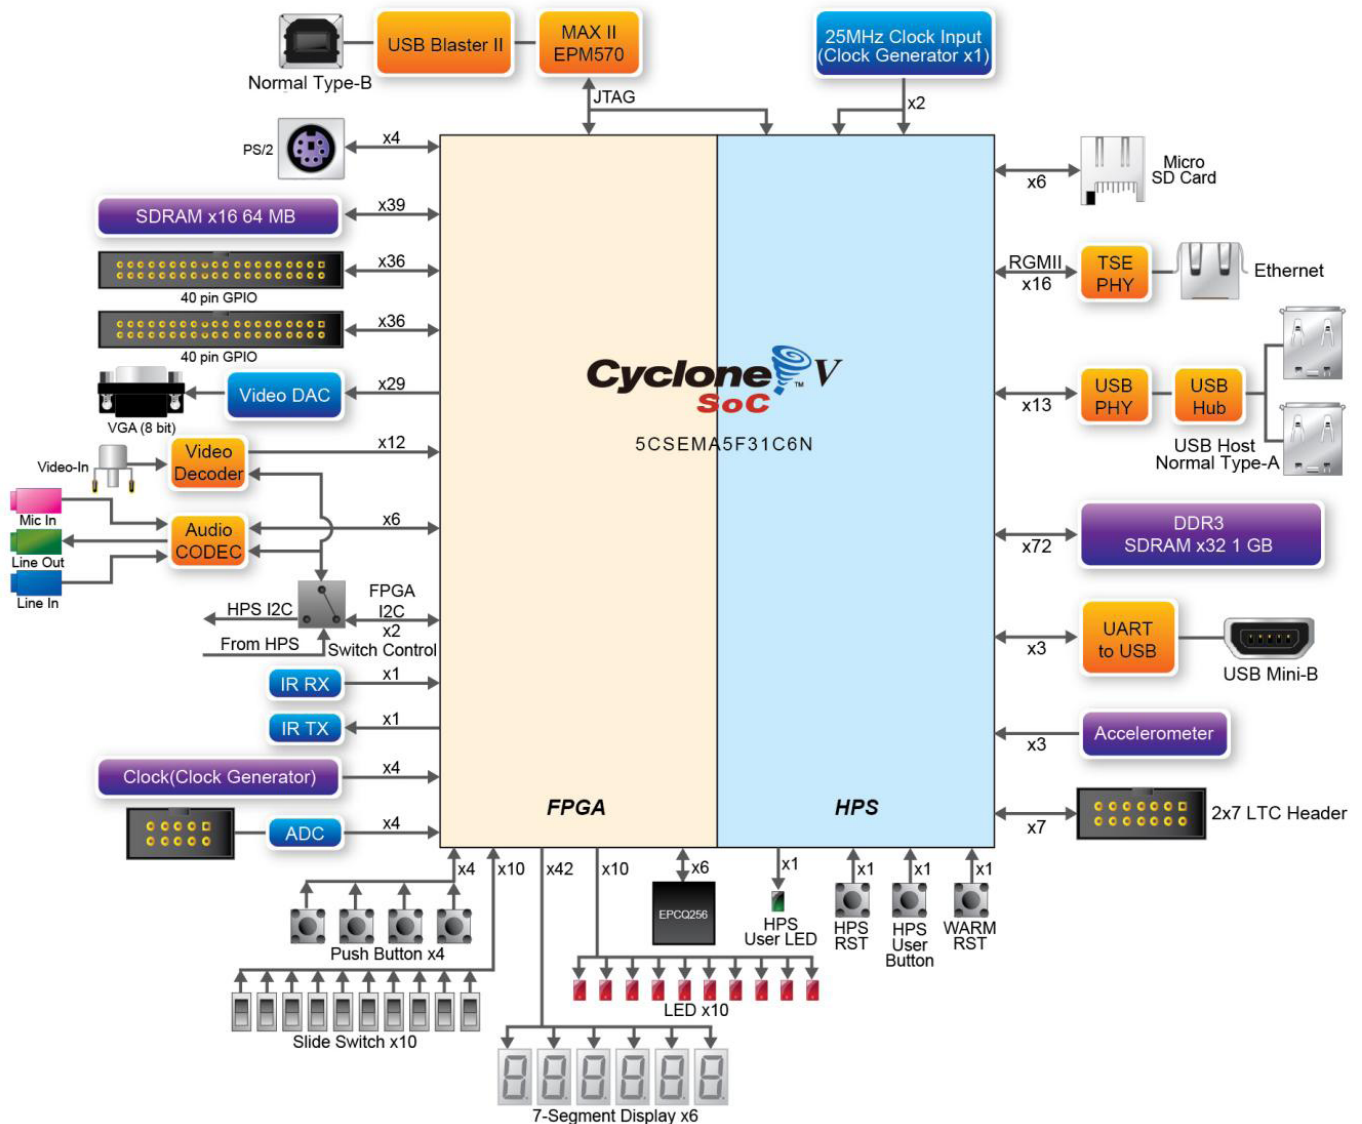 USB Blaster II
MAX II
EPM570
25MHz Clock Input
(Clock Generator x1)
Normal Type-B
JTAG
x2
PS/2
x4
Micro
SD Card
x6
SDRAM x16 64 MB
x39
40 pin GPIO
x36
RGMII
x16
TSE
PHY
Ethernet
40 pin GPIO
x36
Cyclone V
TM
SoC
5CSEMA5F31C6N
VGA (8 bit)
Video DAC
x29
x13
USB
PHY
USB
Hub
USB Host
Normal Type-A
Video-In
Video
Decoder
x12
Mic In
Line Out
Line In
Audio
CODEC
x6
x72
DDR3
SDRAM x32 1 GB
HPS I2C
From HPS
FPGA
I2C
x2
Switch Control
x3
UART
to USB
USB Mini-B
IR RX
x1
IR TX
x1
x3
Accelerometer
Clock(Clock Generator)
x4
ADC
x4
FPGA
HPS
x7
2x7 LTC Header
x4
x10
x42
x10
x6
x1
x1
x1
x1
Push Button x4
EPCQ256
HPS
User LED
HPS
RST
HPS
User
Button
WARM
RST
LED x10
Slide Switch x10
7-Segment Display x6